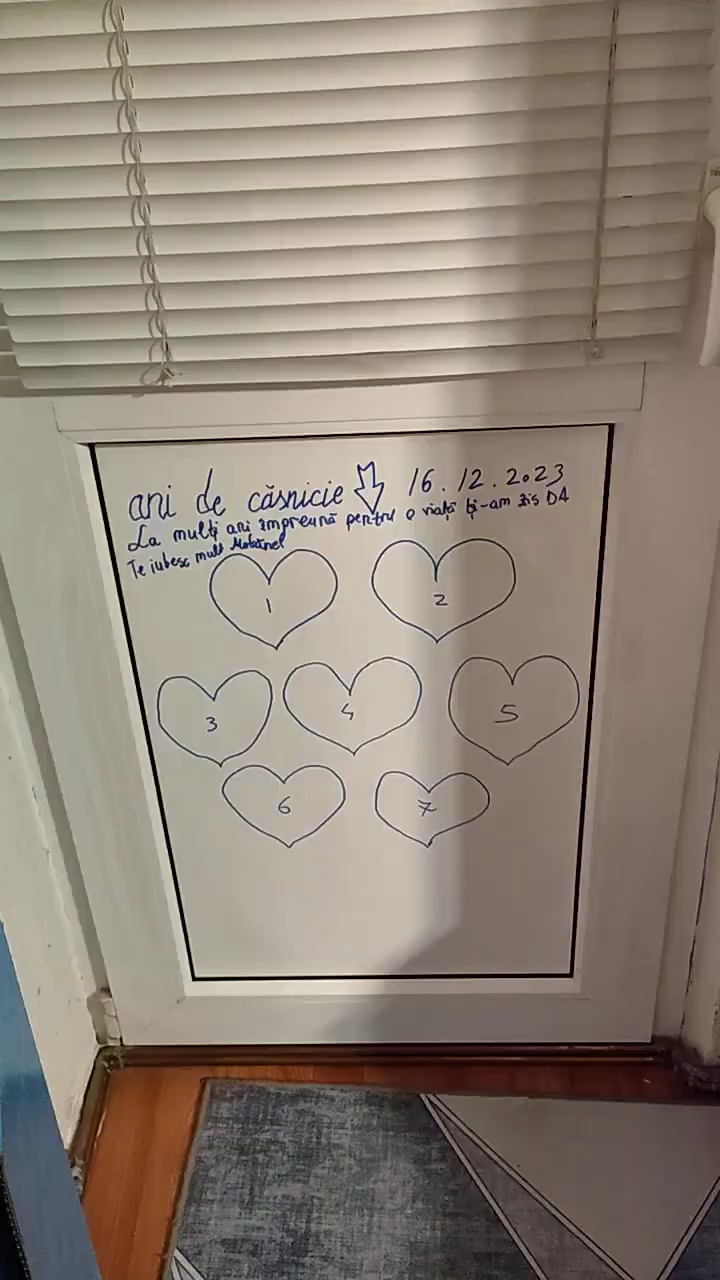 ani de căsnicie 16.12.2023
La mulți ani împreună pentru o viață ți-am zis DA
Te iubesc mult
1 2
3 4 5
6 7